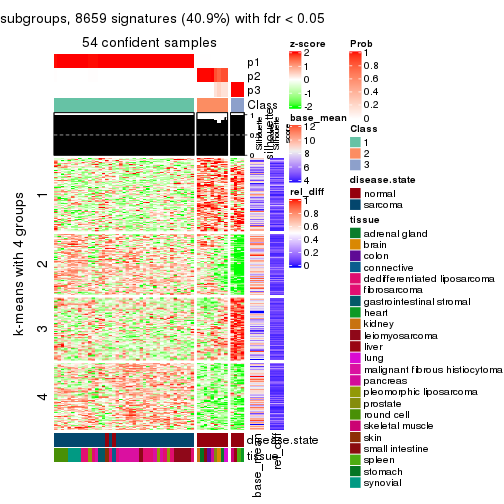 subgroups, 8659 signatures (40.9%) with fdr < 0.05
54 confident samples
p1
p2
p3
Class
1
0.5
0
silhouette
k-means with 4 groups
1
2
3
4
disease.state
tissue
base_mean
rel_diff
z-score
2
1
0
-1
-2
base_mean
12
10
8
6
4
rel_diff
1
0.8
0.6
0.4
0.2
0
Prob
1
0.8
0.6
0.4
0.2
0
Class
1
2
3
disease.state
normal
sarcoma
tissue
adrenal gland
brain
colon
connective
dedifferentiated liposarcoma
fibrosarcoma
gastrointestinal stromal
heart
kidney
leiomyosarcoma
liver
lung
malignant fibrous histiocytoma
pancreas
pleomorphic liposarcoma
prostate
round cell
skeletal muscle
skin
small intestine
spleen
stomach
synovial